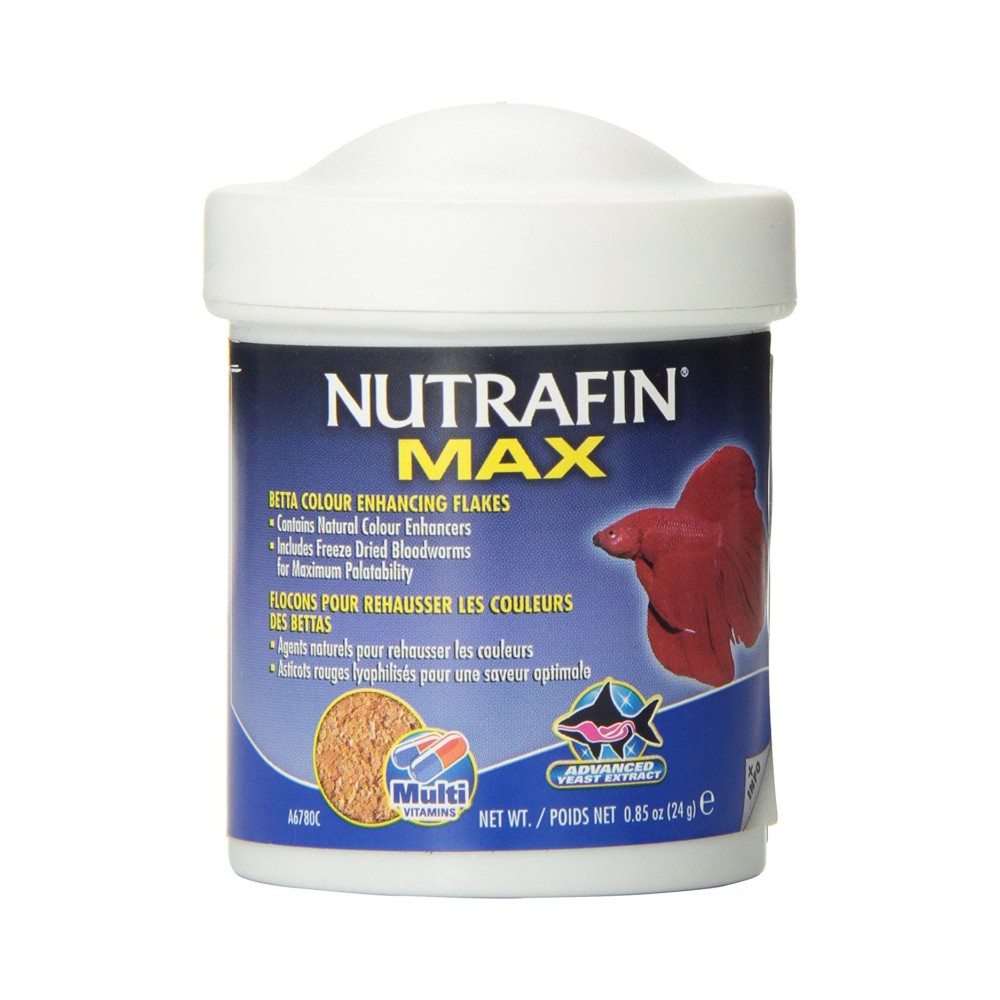 NUTRAFIN®
MAX
BETTA COLOUR ENHANCING FLAKES
▪ Contains Natural Colour Enhancers
▪ Includes Freeze Dried Bloodworms
for Maximum Palatability
FLOCONS POUR REHAUSSER LES COULEURS
DES BETTAS
▪ Agents naturels pour rehausser les couleurs
▪ Asticots rouges lyophilisés pour une saveur optimale
Multi
VITAMINS
ADVANCED
YEAST EXTRACT
A6780C
NET WT. / POIDS NET 0.85 oz (24 g) e
+ INFO